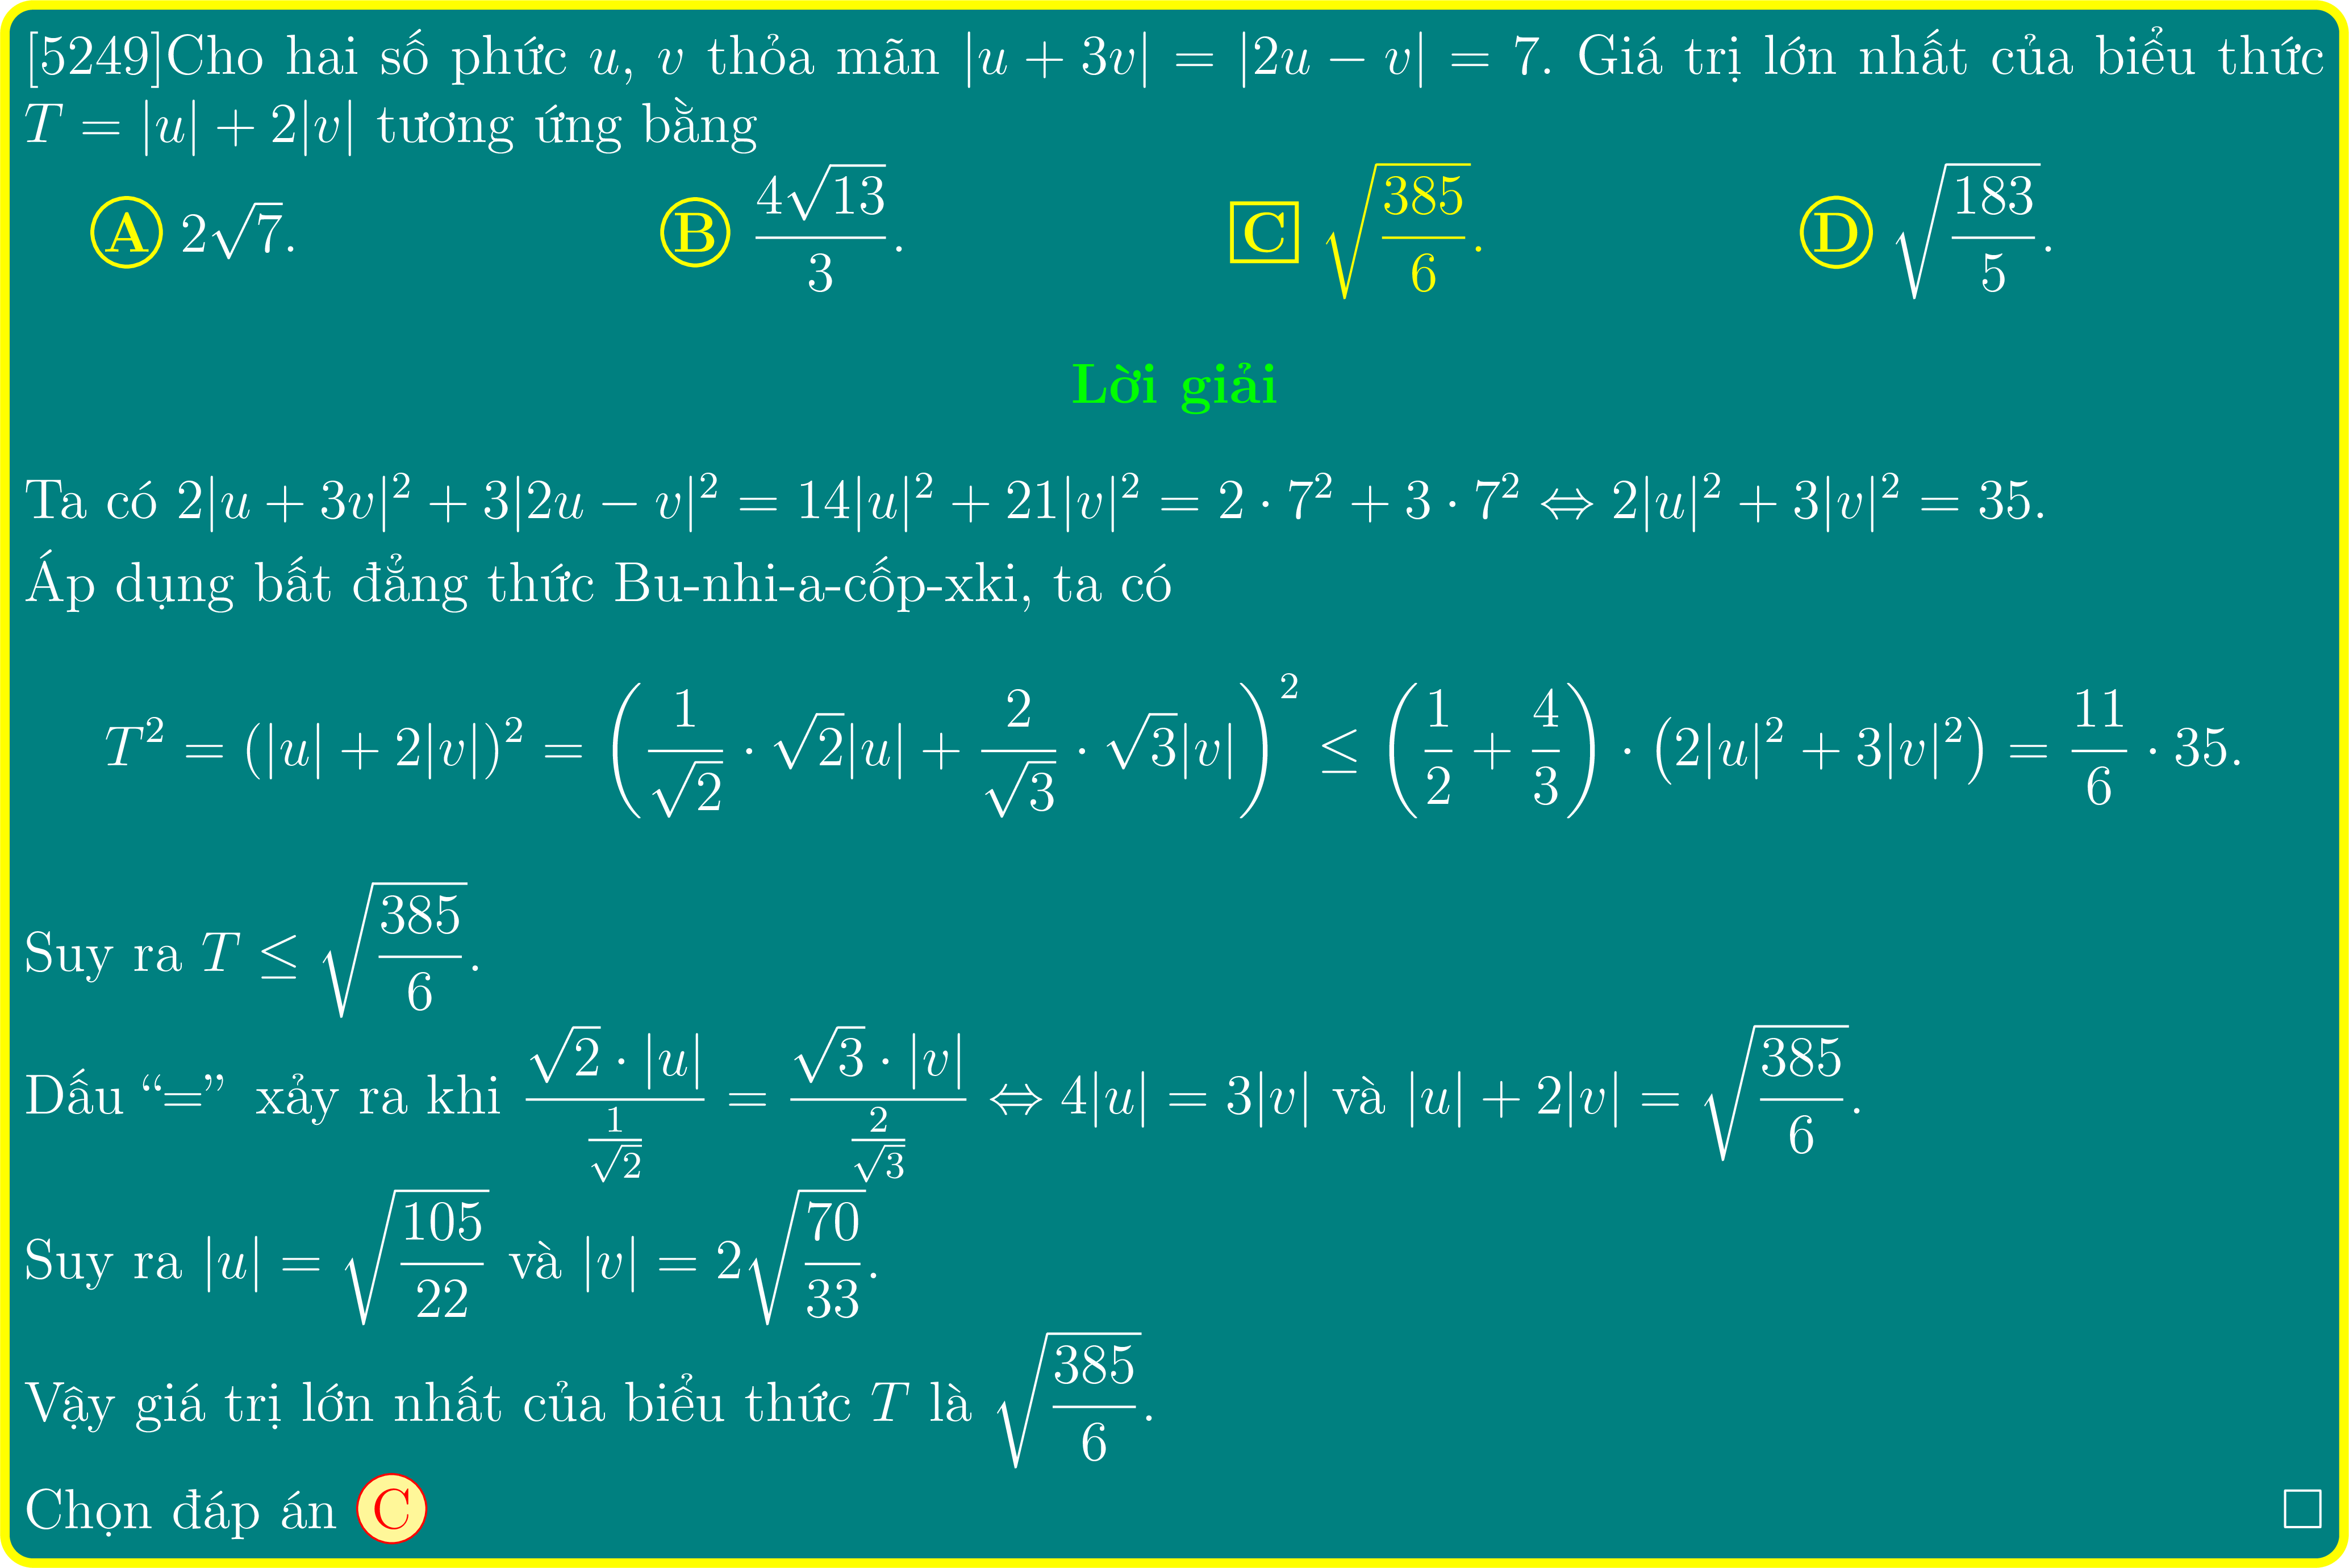 [5249]Cho hai số phức u, v thỏa mãn |u + 3v| = |2u − v| = 7. Giá trị lớn nhất của biểu thức
T = |u| + 2|v| tương ứng bằng
A $2\sqrt{7}$. B $\frac{4\sqrt{13}}{3}$. C $\sqrt{\frac{385}{6}}$. D $\sqrt{\frac{183}{5}}$.
Lời giải
Ta có $2|u + 3v|^2 + 3|2u − v|^2 = 14|u|^2 + 21|v|^2 = 2 \cdot 7^2 + 3 \cdot 7^2 \Leftrightarrow 2|u|^2 + 3|v|^2 = 35$.
Áp dụng bất đẳng thức Bu-nhi-a-cốp-xki, ta có
$T^2 = (|u| + 2|v|)^2 = \left(\frac{1}{\sqrt{2}} \cdot \sqrt{2}|u| + \frac{2}{\sqrt{3}} \cdot \sqrt{3}|v|\right)^2 \leq \left(\frac{1}{2} + \frac{4}{3}\right) \cdot \left(2|u|^2 + 3|v|^2\right) = \frac{11}{6} \cdot 35$.
Suy ra $T \leq \sqrt{\frac{385}{6}}$.
Dấu “=” xảy ra khi $\frac{\sqrt{2} \cdot |u|}{\frac{1}{\sqrt{2}}} = \frac{\sqrt{3} \cdot |v|}{\frac{2}{\sqrt{3}}} \Leftrightarrow 4|u| = 3|v|$ và $|u| + 2|v| = \sqrt{\frac{385}{6}}$.
Suy ra $|u| = \sqrt{\frac{105}{22}}$ và $|v| = 2\sqrt{\frac{70}{33}}$.
Vậy giá trị lớn nhất của biểu thức T là $\sqrt{\frac{385}{6}}$.
Chọn đáp án C □